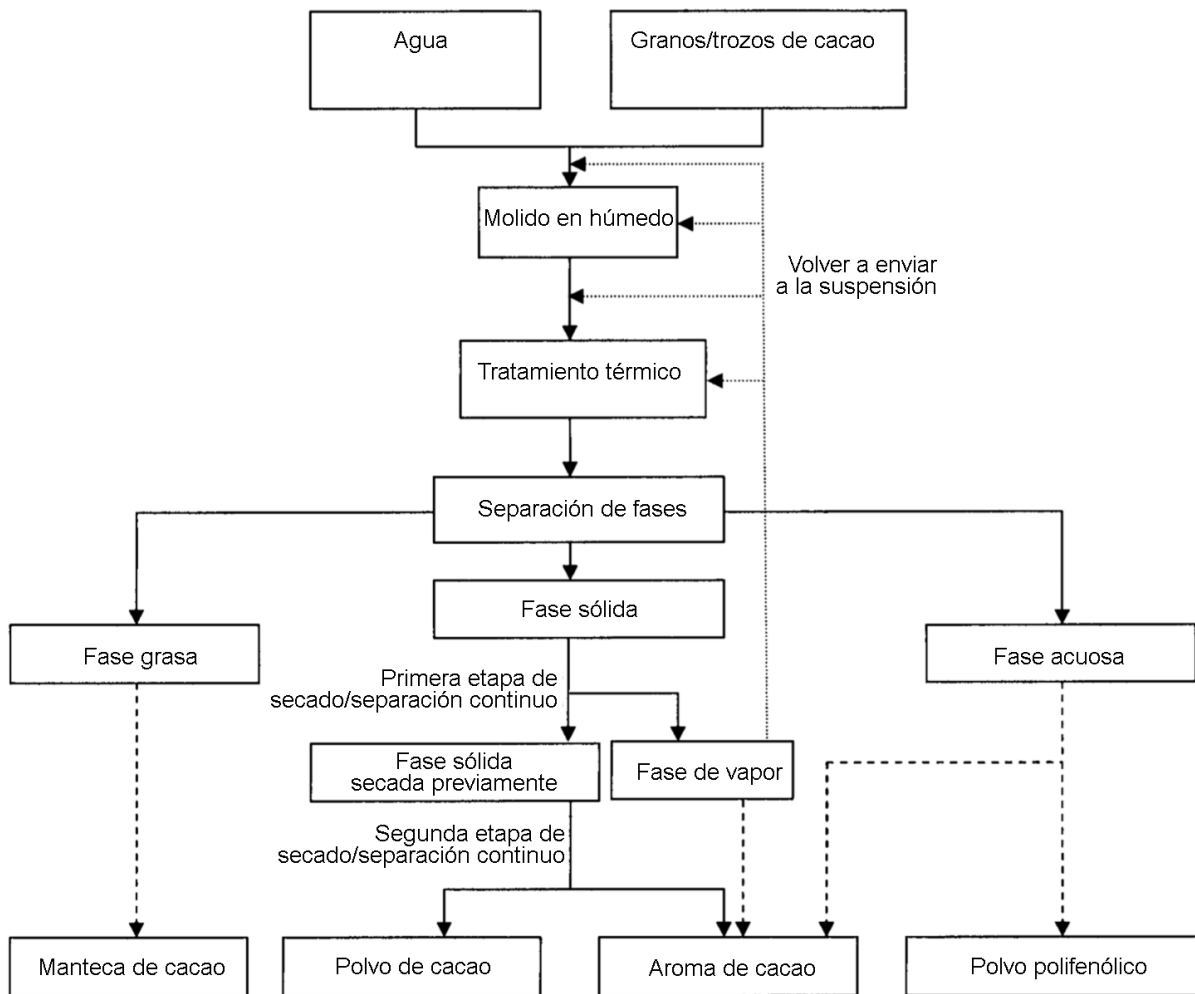 Agua
Granos/trozos de cacao
Molido en húmedo
Volver a enviar
a la suspensión
Tratamiento térmico
Separación de fases
Fase sólida
Fase grasa
Fase acuosa
Primera etapa de
secado/separación continuo
Fase sólida
secada previamente
Fase de vapor
Segunda etapa de
secado/separación continuo
Manteca de cacao
Polvo de cacao
Aroma de cacao
Polvo polifenólico